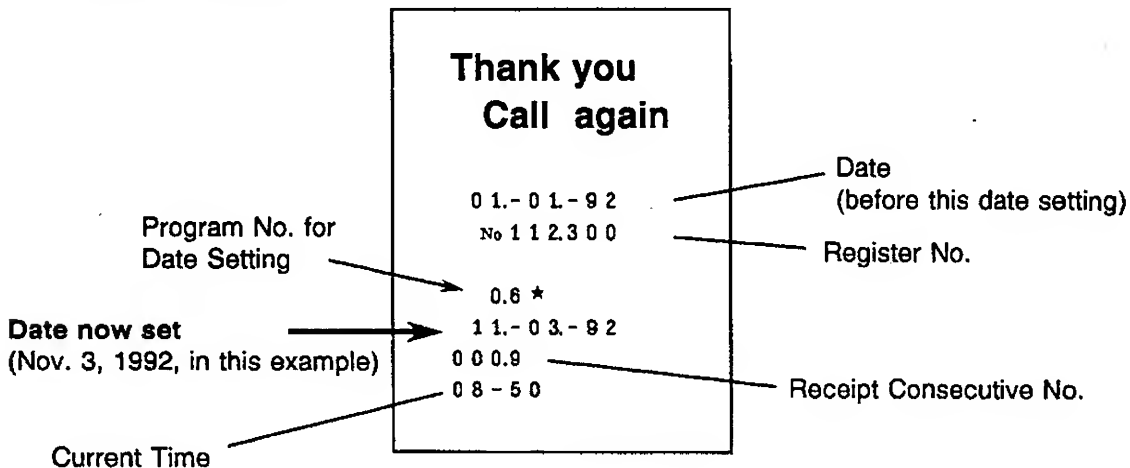 Thank you
Call again
01.-01.-92
No 112.300
0.6 ★
11.-03.-92
000.9
08-50
Date
(before this date setting)
Register No.
Program No. for
Date Setting
Date now set
(Nov. 3, 1992, in this example)
Receipt Consecutive No.
Current Time